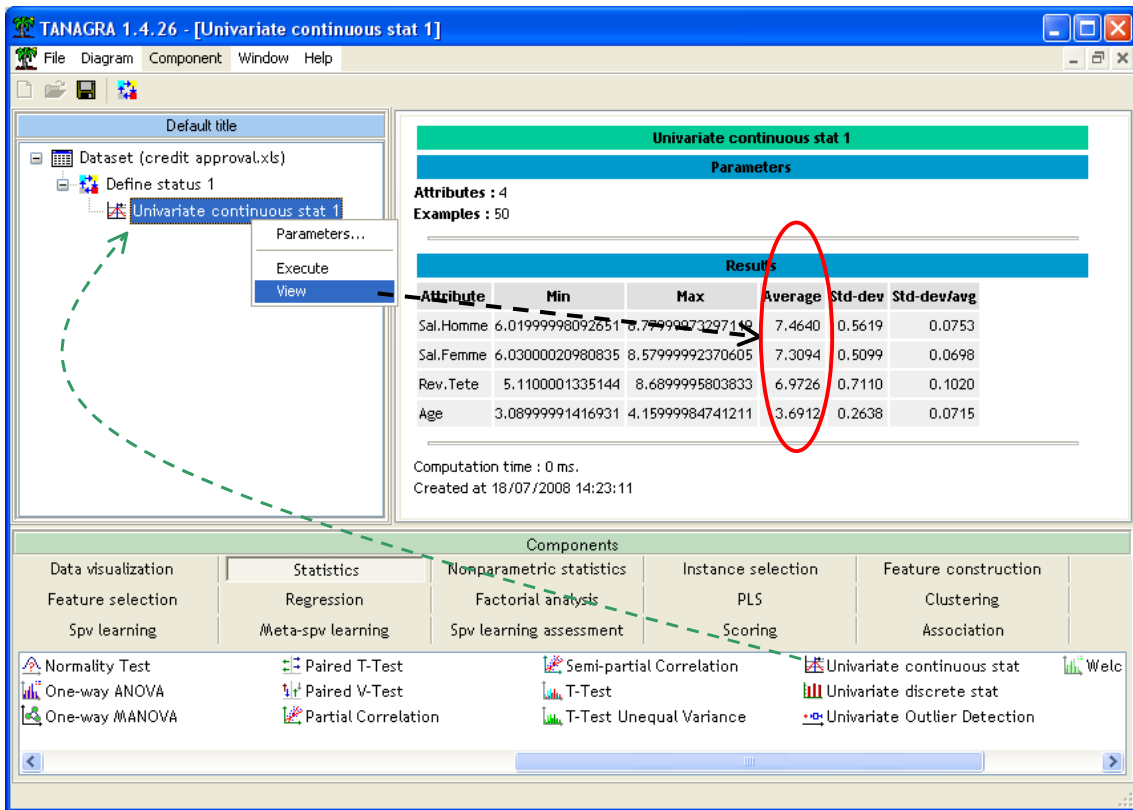 TANAGRA 1.4.26 - [Univariate continuous stat 1]
File Diagram Component Window Help
Default title
Dataset (credit approval.xls)
Define status 1
Univariate continuous stat 1
Parameters...
Execute
View
Univariate continuous stat 1
Parameters
Attributes : 4
Examples : 50
Results
Attribute Min Max Average Std-dev Std-dev/avg
Sal.Homme 6.01999998092651 8.77999973297119 7.4640 0.5619 0.0753
Sal.Femme 6.03000020980835 8.57999992370605 7.3094 0.5099 0.0698
Rev.Tete 5.1100001335144 8.6899995803833 6.9726 0.7110 0.1020
Age 3.08999991416931 4.15999984741211 3.6912 0.2638 0.0715
Computation time : 0 ms.
Created at 18/07/2008 14:23:11
Components
Data visualization Statistics Nonparametric statistics Instance selection Feature construction
Feature selection Regression Factorial analysis PLS Clustering
Spv learning Meta-spv learning Spv learning assessment Scoring Association
Normality Test Paired T-Test Semi-partial Correlation Univariate continuous stat Welc
One-way ANOVA Paired V-Test T-Test Univariate discrete stat
One-way MANOVA Partial Correlation T-Test Unequal Variance Univariate Outlier Detection